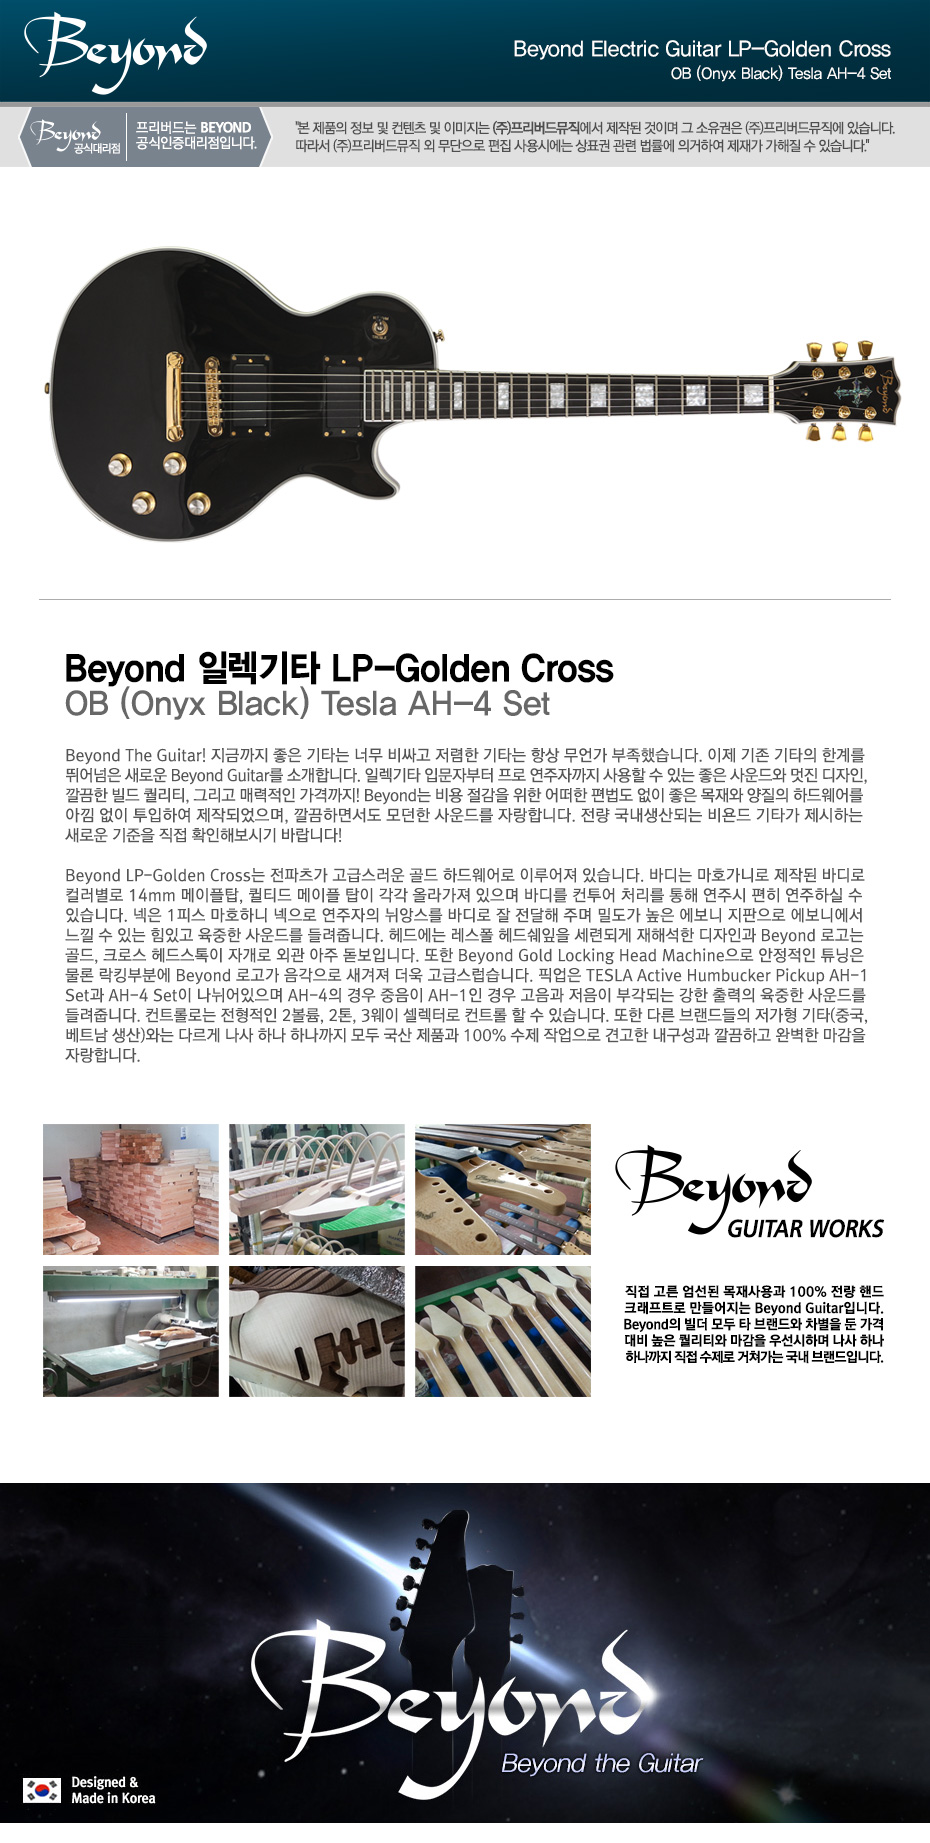 Beyond
Beyond Electric Guitar LP-Golden Cross
OB (Onyx Black) Tesla AH-4 Set
Beyond
공식대리점
프리버드는 BEYOND
공식인증대리점입니다.
"본 제품의 정보 및 컨텐츠 및 이미지는 (주)프리버드뮤직에서 제작된 것이며 그 소유권은 (주)프리버드뮤직에 있습니다.
따라서 (주)프리버드뮤직 외 무단으로 편집 사용시에는 상표권 관련 법률에 의거하여 제재가 가해질 수 있습니다."
Beyond
Beyond 일렉기타 LP-Golden Cross
OB (Onyx Black) Tesla AH-4 Set
Beyond The Guitar! 지금까지 좋은 기타는 너무 비싸고 저렴한 기타는 항상 무언가 부족했습니다. 이제 기존 기타의 한계를
뛰어넘은 새로운 Beyond Guitar를 소개합니다. 일렉기타 입문자부터 프로 연주자까지 사용할 수 있는 좋은 사운드와 멋진 디자인,
깔끔한 빌드 퀄리티, 그리고 매력적인 가격까지! Beyond는 비용 절감을 위한 어떠한 편법도 없이 좋은 목재와 양질의 하드웨어를
아낌 없이 투입하여 제작되었으며, 깔끔하면서도 모던한 사운드를 자랑합니다. 전량 국내생산되는 비욘드 기타가 제시하는
새로운 기준을 직접 확인해보시기 바랍니다!
Beyond LP-Golden Cross는 전파츠가 고급스러운 골드 하드웨어로 이루어져 있습니다. 바디는 마호가니로 제작된 바디로
컬러별로 14mm 메이플탑, 퀼티드 메이플 탑이 각각 올라가져 있으며 바디를 컨투어 처리를 통해 연주시 편히 연주하실 수
있습니다. 넥은 1피스 마호하니 넥으로 연주자의 뉘앙스를 바디로 잘 전달해 주며 밀도가 높은 에보니 지판으로 에보니에서
느낄 수 있는 힘있고 육중한 사운드를 들려줍니다. 헤드에는 레스폴 헤드쉐잎을 세련되게 재해석한 디자인과 Beyond 로고는
골드, 크로스 헤드스톡이 자개로 외관 아주 돋보입니다. 또한 Beyond Gold Locking Head Machine으로 안정적인 튜닝은
물론 락킹부분에 Beyond 로고가 음각으로 새겨져 더욱 고급스럽습니다. 픽업은 TESLA Active Humbucker Pickup AH-1
Set과 AH-4 Set이 나뉘어있으며 AH-4의 경우 중음이 AH-1인 경우 고음과 저음이 부각되는 강한 출력의 육중한 사운드를
들려줍니다. 컨트롤로는 전형적인 2볼륨, 2톤, 3웨이 셀렉터로 컨트롤 할 수 있습니다. 또한 다른 브랜드들의 저가형 기타(중국,
베트남 생산)와는 다르게 나사 하나 하나까지 모두 국산 제품과 100% 수제 작업으로 견고한 내구성과 깔끔하고 완벽한 마감을
자랑합니다.
Beyond
GUITAR WORKS
직접 고른 엄선된 목재사용과 100% 전량 핸드
크래프트로 만들어지는 Beyond Guitar입니다.
Beyond의 빌더 모두 타 브랜드와 차별을 둔 가격
대비 높은 퀄리티와 마감을 우선시하며 나사 하나
하나까지 직접 수제로 거쳐가는 국내 브랜드입니다.
Beyond
Beyond the Guitar
Designed &
Made in Korea